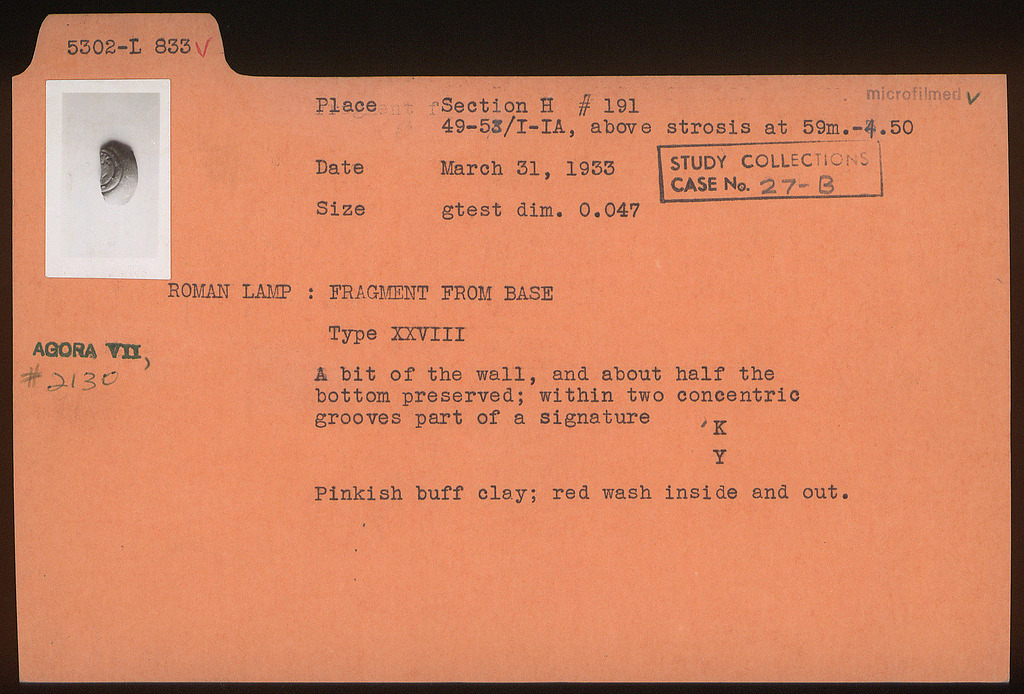 5302-L 833 V
microfilmed ✓
Place Section H # 191
49-53/I-IA, above strosis at 59m.-4.50
Date March 31, 1933
STUDY COLLECTIONS
CASE No. 27-B
Size gtest dim. 0.047
ROMAN LAMP : FRAGMENT FROM BASE
Type XXVIII
AGORA VII,
# 2130
A bit of the wall, and about half the
bottom preserved; within two concentric
grooves part of a signature 'K
Y
Pinkish buff clay; red wash inside and out.